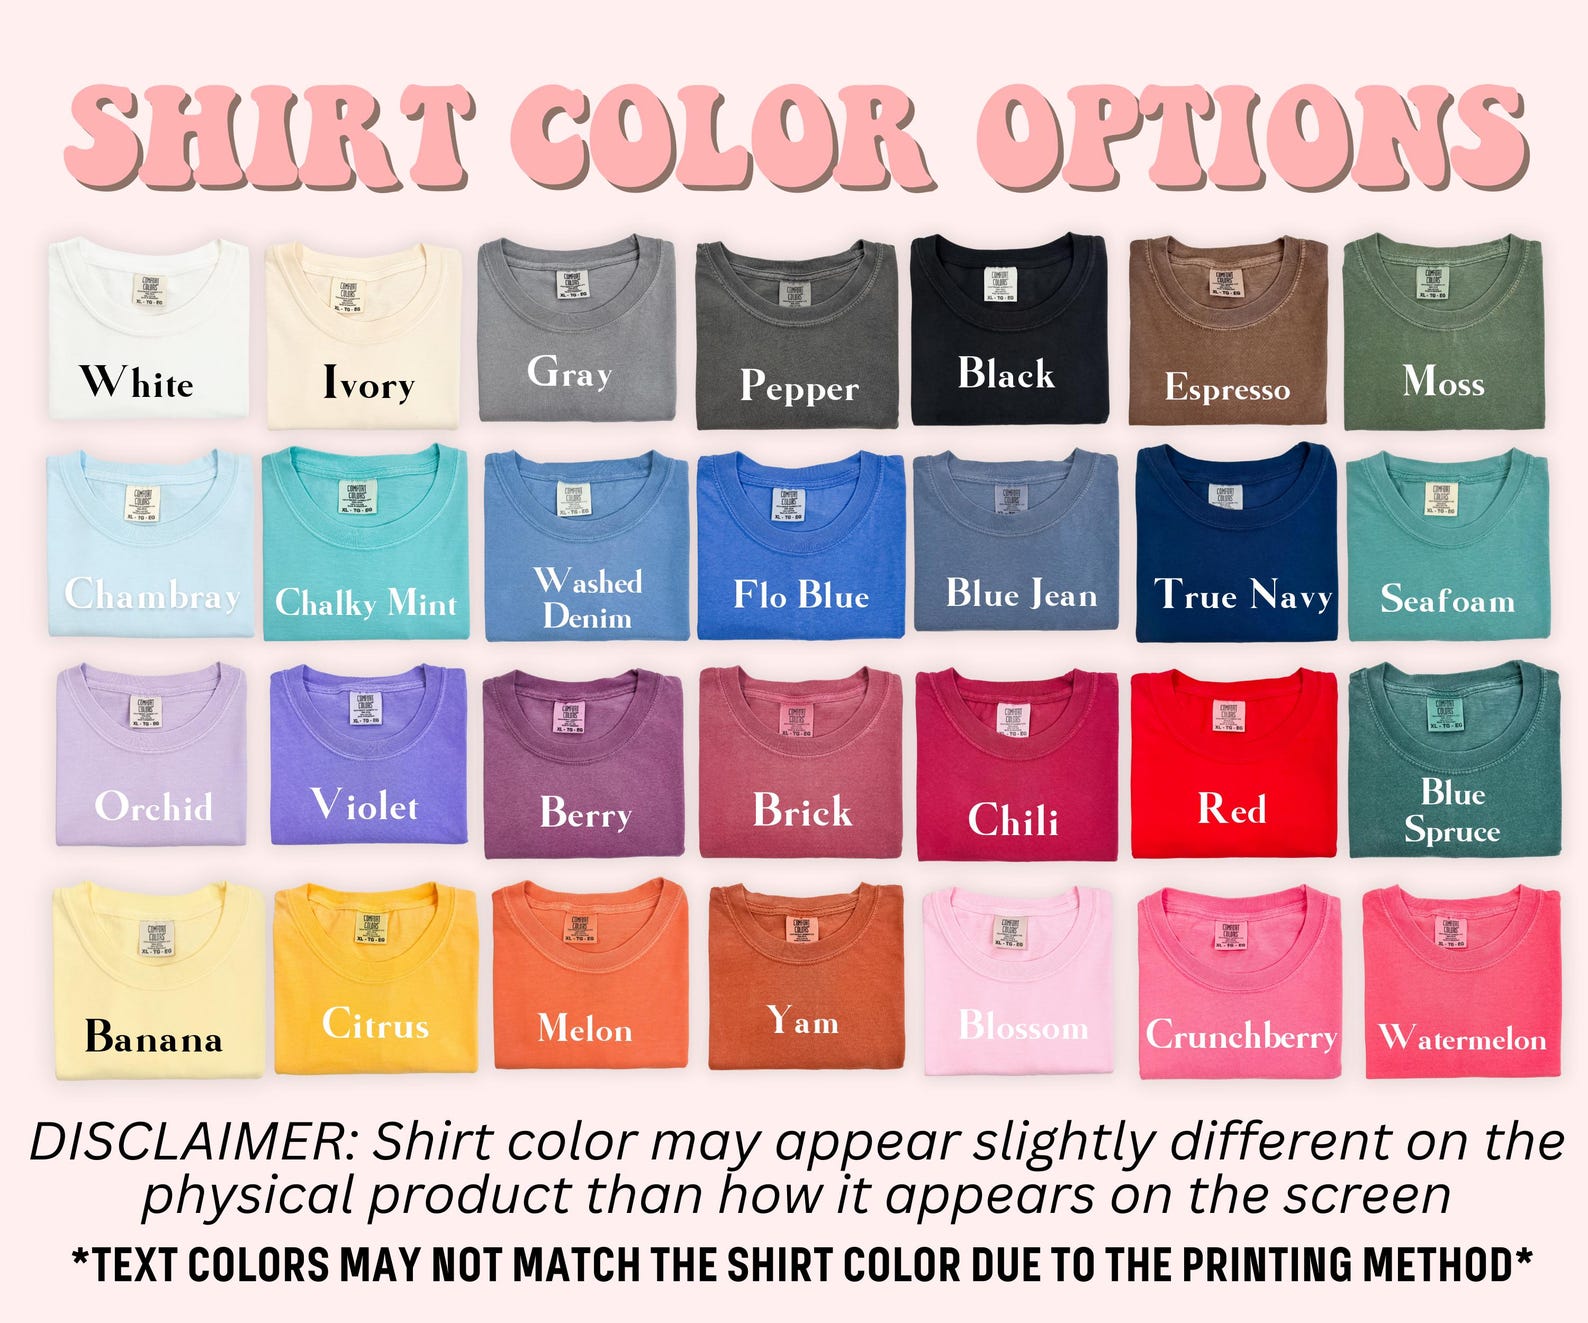 SHIRT COLOR OPTIONS
White
Ivory
Gray
Pepper
Black
Espresso
Moss
Chambray
Chalky Mint
Washed
Denim
Flo Blue
Blue Jean
True Navy
Seafoam
Orchid
Violet
Berry
Brick
Chili
Red
Blue
Spruce
Banana
Citrus
Melon
Yam
Blossom
Crunchberry
Watermelon
DISCLAIMER: Shirt color may appear slightly different on the
physical product than how it appears on the screen
*TEXT COLORS MAY NOT MATCH THE SHIRT COLOR DUE TO THE PRINTING METHOD*